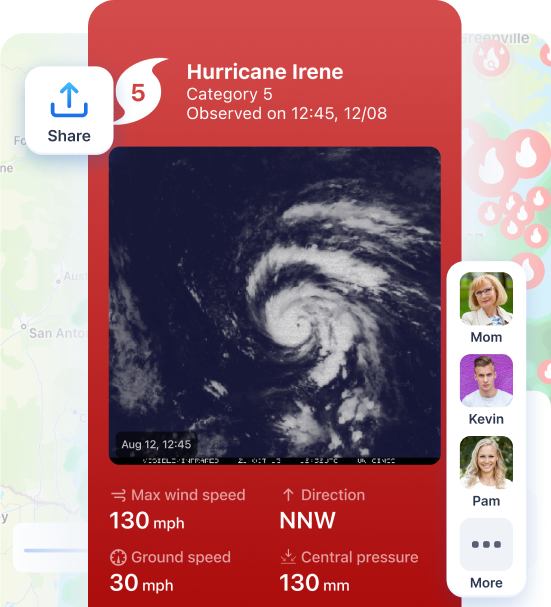 Greenville
5
Hurricane Irene
Category 5
Observed on 12:45, 12/08
Share
Aus
San Anto
Aug 12, 12:45
VISIBLE/INFRARED
Mom
Kevin
Pam
More
Max wind speed
130 mph
Direction
NNW
Ground speed
30 mph
Central pressure
130 mm